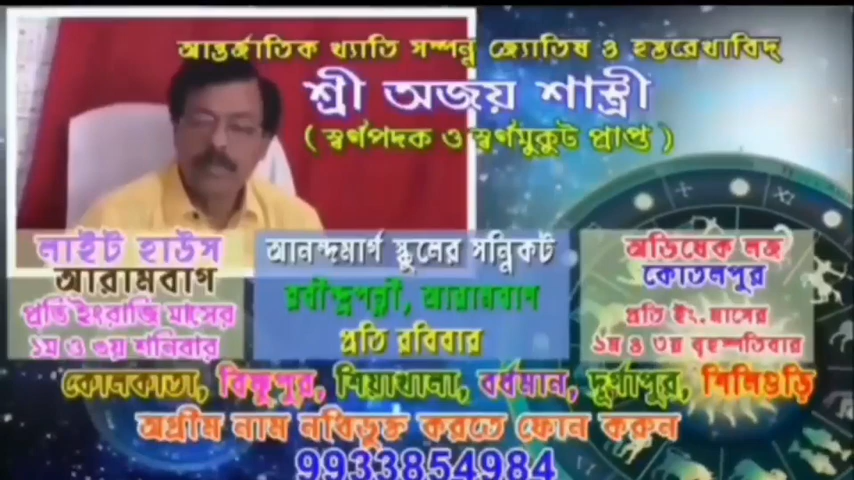 আন্তর্জাতিক খ্যাতি সম্পন্ন জ্যোতিষ ও হস্তরেখাবিদ্
শ্রী অজয় শাস্ত্রী
( স্বর্ণপদক ও স্বর্ণমুকুট প্রাপ্ত )
লাইট হাউস
আরামবাগ
প্রতি ইংরাজি মাসের
১ম ও ৩য় শনিবার
আনন্দমার্গ স্কুলের সন্নিকট
রবীন্দ্রপল্লী, আরামবাগ
প্রতি রবিবার
অভিষেক লজ
কোতলপুর
প্রতি ইং. মাসের
১ম ও ৩য় বৃহস্পতিবার
কোলকাতা, বিষ্ণুপুর, শিয়াখালা, বর্ধমান, দুর্গাপুর, শিলিগুড়ি
অগ্রীম নাম নথিভুক্ত করতে ফোন করুন
9933854984